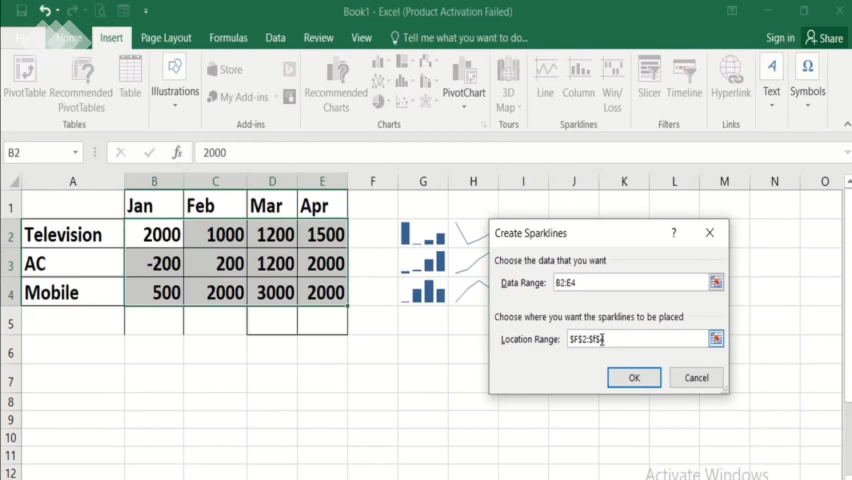 Book1 - Excel (Product Activation Failed)
Home Insert Page Layout Formulas Data Review View Tell me what you want to do... Sign in Share
PivotTable Recommended PivotTables Table Illustrations Store My Add-ins Recommended Charts PivotChart 3D Map Line Column Win/Loss Slicer Timeline Hyperlink Text Symbols
Tables Add-ins Charts Tours Sparklines Filters Links
B2 fx 2000
A B C D E F G H I J K L M N O
1 Jan Feb Mar Apr
2 Television 2000 1000 1200 1500
3 AC -200 200 1200 2000
4 Mobile 500 2000 3000 2000
5
6
7
8
9
10
11
12
Create Sparklines ?
Choose the data that you want
Data Range: B2:E4
Choose where you want the sparklines to be placed
Location Range: $F$2:$f$4
OK Cancel
Activate Windows